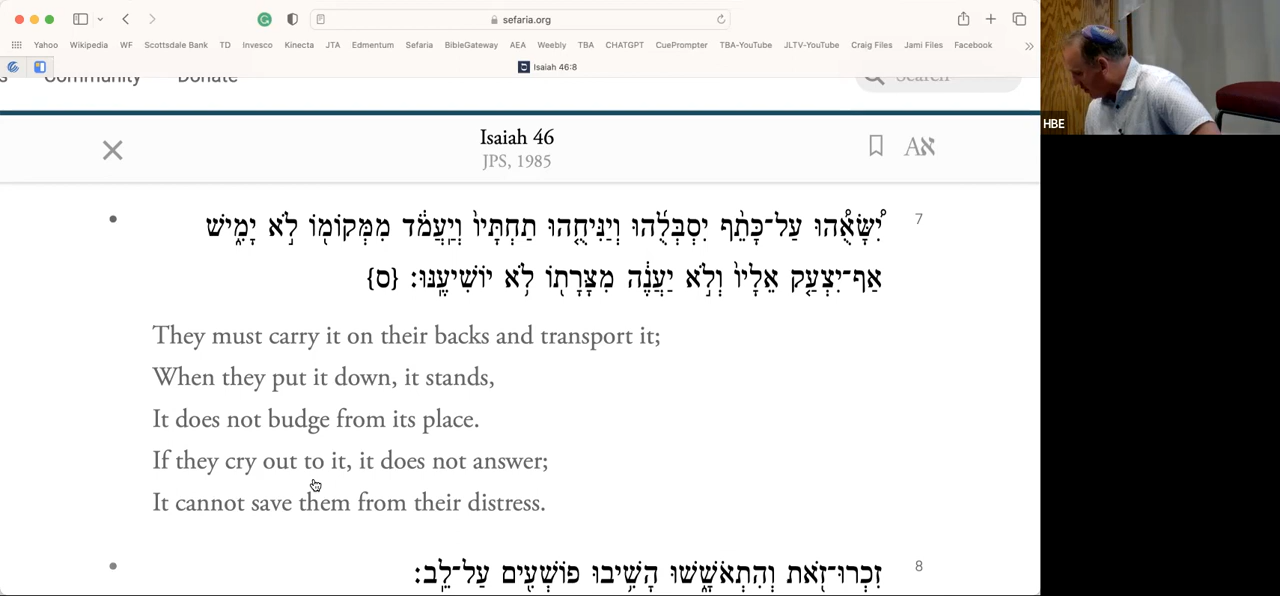 sefaria.org
Yahoo Wikipedia WF Scottsdale Bank TD Invesco Kinecta JTA Edmentum Sefaria BibleGateway AEA Weebly TBA CHATGPT CuePrompter TBA-YouTube JLTV-YouTube Craig Files Jami Files Facebook
Isaiah 46:8
Community Donate Search
Isaiah 46
JPS, 1985
Aא
7
יִ֠שָּׂאֻ֠הוּ עַל־כָּתֵ֨ף יִסְבְּלֻ֜הוּ וְיַנִּיחֻ֤הוּ תַחְתָּיו֙ וְיַֽעֲמֹ֔ד מִמְּקוֹמ֖וֹ לֹ֣א יָמִ֑ישׁ
אַף־יִצְעַ֤ק אֵלָיו֙ וְלֹ֣א יַעֲנֶ֔ה מִצָּרָת֖וֹ לֹ֥א יוֹשִׁיעֶֽנּוּ׃ {ס}
They must carry it on their backs and transport it;
When they put it down, it stands,
It does not budge from its place.
If they cry out to it, it does not answer;
It cannot save them from their distress.
8
זִכְרוּ־זֹ֖את וְהִתְאֹשָׁ֑שׁוּ הָשִׁ֥יבוּ פוֹשְׁעִ֖ים עַל־לֵֽב׃
HBE